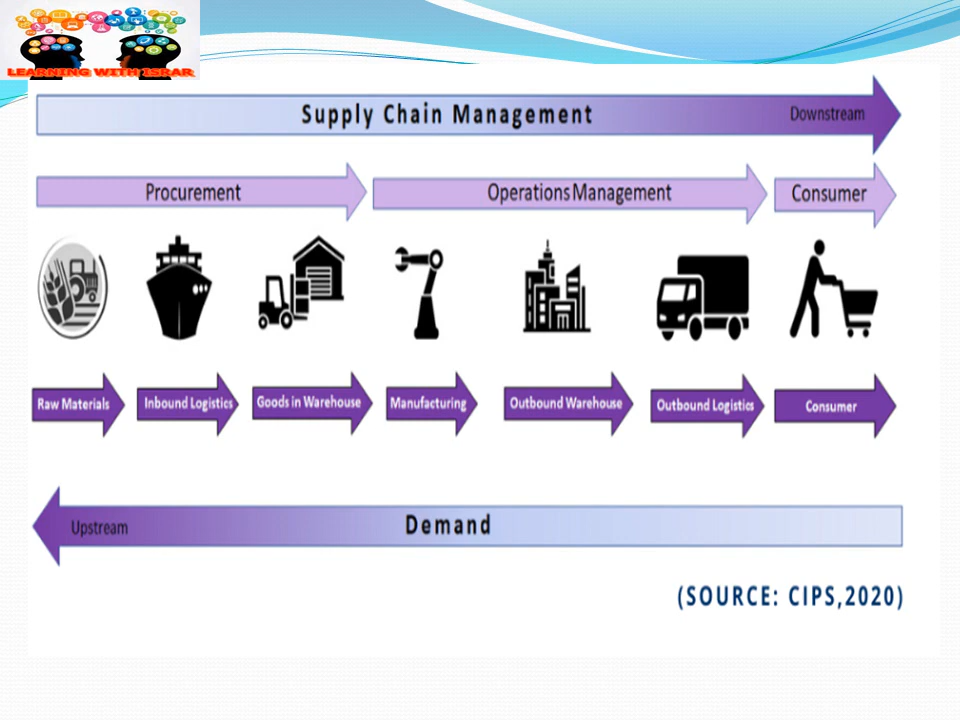 LEARNING WITH ISRAR
Supply Chain Management
Downstream
Procurement
Operations Management
Consumer
Raw Materials
Inbound Logistics
Goods in Warehouse
Manufacturing
Outbound Warehouse
Outbound Logistics
Consumer
Upstream
Demand
(SOURCE: CIPS,2020)